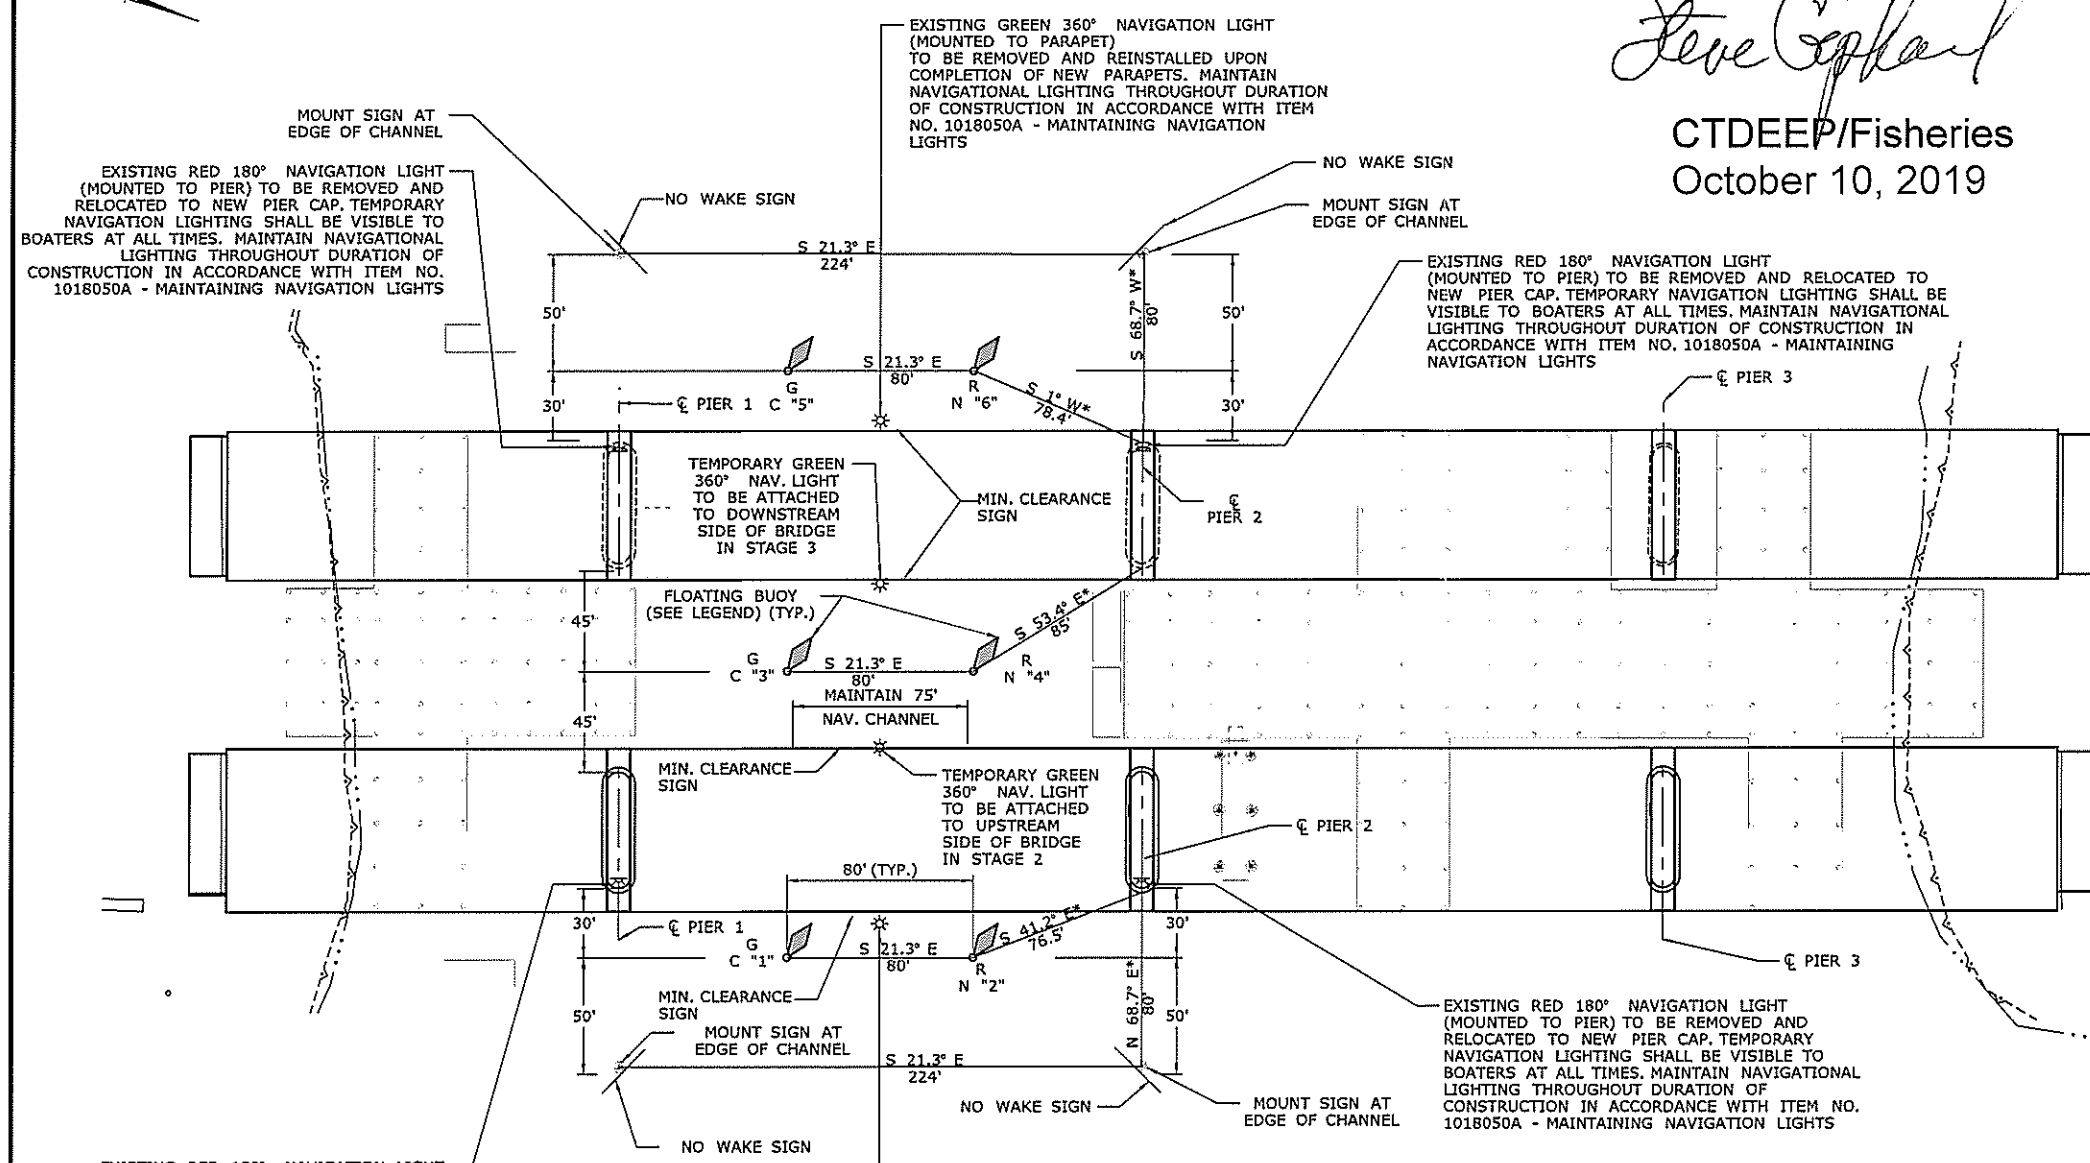 EXISTING GREEN 360° NAVIGATION LIGHT
(MOUNTED TO PARAPET)
TO BE REMOVED AND REINSTALLED UPON
COMPLETION OF NEW PARAPETS. MAINTAIN
NAVIGATIONAL LIGHTING THROUGHOUT DURATION
OF CONSTRUCTION IN ACCORDANCE WITH ITEM
NO. 1018050A - MAINTAINING NAVIGATION
LIGHTS
CTDEEP/Fisheries
October 10, 2019
MOUNT SIGN AT
EDGE OF CHANNEL
EXISTING RED 180° NAVIGATION LIGHT
(MOUNTED TO PIER) TO BE REMOVED AND
RELOCATED TO NEW PIER CAP. TEMPORARY
NAVIGATION LIGHTING SHALL BE VISIBLE TO
BOATERS AT ALL TIMES. MAINTAIN NAVIGATIONAL
LIGHTING THROUGHOUT DURATION OF
CONSTRUCTION IN ACCORDANCE WITH ITEM NO.
1018050A - MAINTAINING NAVIGATION LIGHTS
NO WAKE SIGN
NO WAKE SIGN
MOUNT SIGN AT
EDGE OF CHANNEL
S 21.3° E
224'
EXISTING RED 180° NAVIGATION LIGHT
(MOUNTED TO PIER) TO BE REMOVED AND RELOCATED TO
NEW PIER CAP. TEMPORARY NAVIGATION LIGHTING SHALL BE
VISIBLE TO BOATERS AT ALL TIMES. MAINTAIN NAVIGATIONAL
LIGHTING THROUGHOUT DURATION OF CONSTRUCTION IN
ACCORDANCE WITH ITEM NO. 1018050A - MAINTAINING
NAVIGATION LIGHTS
50'
S 68.7° W*
80'
50'
S 21.3° E
80'
G
C "5"
R
N "6"
S 1° W*
78.4'
30'
℄ PIER 1
30'
℄ PIER 3
TEMPORARY GREEN
360° NAV. LIGHT
TO BE ATTACHED
TO DOWNSTREAM
SIDE OF BRIDGE
IN STAGE 3
MIN. CLEARANCE
SIGN
℄
PIER 2
FLOATING BUOY
(SEE LEGEND) (TYP.)
45'
S 53.4° E*
85'
G
C "3"
S 21.3° E
80'
R
N "4"
MAINTAIN 75'
NAV. CHANNEL
45'
MIN. CLEARANCE
SIGN
TEMPORARY GREEN
360° NAV. LIGHT
TO BE ATTACHED
TO UPSTREAM
SIDE OF BRIDGE
IN STAGE 2
℄ PIER 2
80' (TYP.)
30'
℄ PIER 1
G
C "1"
S 21.3° E
80'
R
N "2"
S 41.2° E*
76.5'
30'
℄ PIER 3
N 68.7° E*
80'
MIN. CLEARANCE
SIGN
50'
50'
MOUNT SIGN AT
EDGE OF CHANNEL
S 21.3° E
224'
EXISTING RED 180° NAVIGATION LIGHT
(MOUNTED TO PIER) TO BE REMOVED AND
RELOCATED TO NEW PIER CAP. TEMPORARY
NAVIGATION LIGHTING SHALL BE VISIBLE TO
BOATERS AT ALL TIMES. MAINTAIN NAVIGATIONAL
LIGHTING THROUGHOUT DURATION OF
CONSTRUCTION IN ACCORDANCE WITH ITEM NO.
1018050A - MAINTAINING NAVIGATION LIGHTS
NO WAKE SIGN
MOUNT SIGN AT
EDGE OF CHANNEL
NO WAKE SIGN